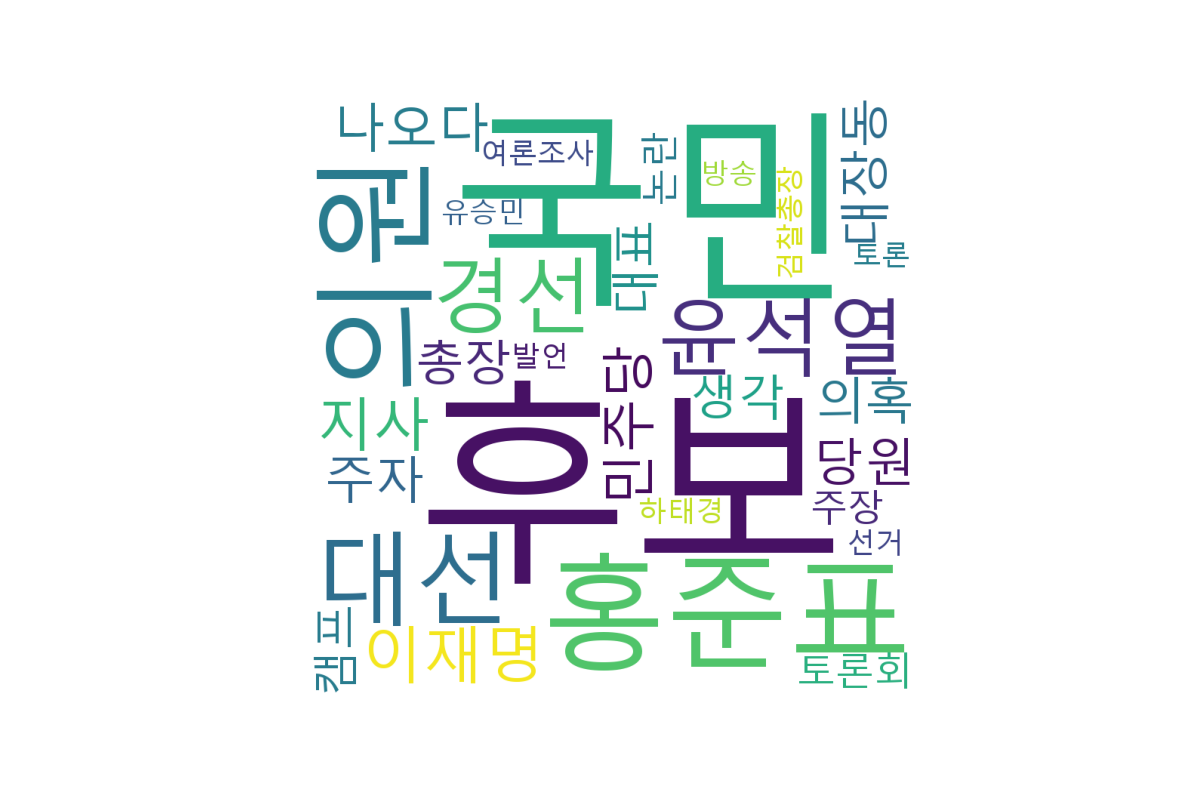 나오다
국민
여론조사
논란
방송
검찰총장
대장동
의원
유승민
대표
토론
경선
윤석열
총장
발언
민주당
생각
의혹
지사
후보
주자
당원
하태경
주장
선거
대선
홍준표
캠프
이재명
토론회